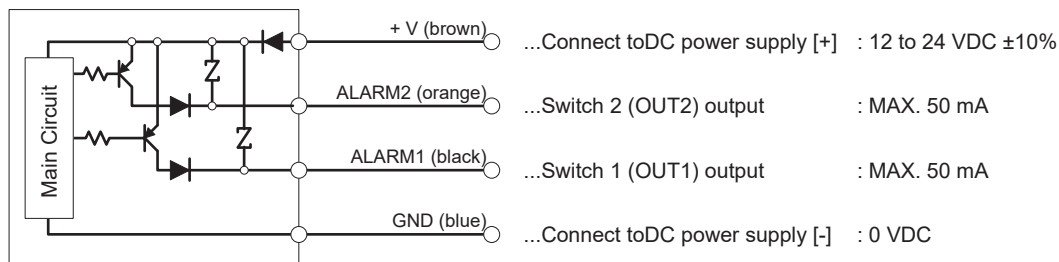 + V (brown) ...Connect toDC power supply [+] : 12 to 24 VDC ±10%
ALARM2 (orange) ...Switch 2 (OUT2) output : MAX. 50 mA
Main Circuit
ALARM1 (black) ...Switch 1 (OUT1) output : MAX. 50 mA
GND (blue) ...Connect toDC power supply [-] : 0 VDC